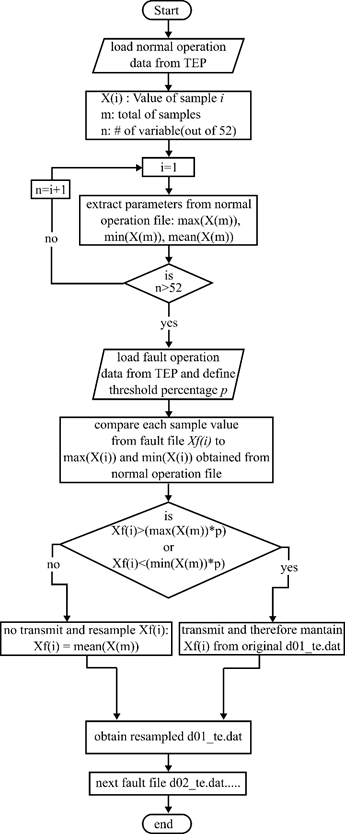 Start
load normal operation
data from TEP
X(i) : Value of sample i
m: total of samples
n: # of variable(out of 52)
i=1
n=i+1
extract parameters from normal
operation file: max(X(m)),
min(X(m)), mean(X(m))
no
is
n>52
yes
load fault operation
data from TEP and define
threshold percentage p
compare each sample value
from fault file Xf(i) to
max(X(i)) and min(X(i)) obtained from
normal operation file
is
Xf(i)>(max(X(m))*p)
or
Xf(i)<(min(X(m))*p)
no
yes
no transmit and resample Xf(i):
Xf(i) = mean(X(m))
transmit and therefore mantain
Xf(i) from original d01_te.dat
obtain resampled d01_te.dat
next fault file d02_te.dat.....
end